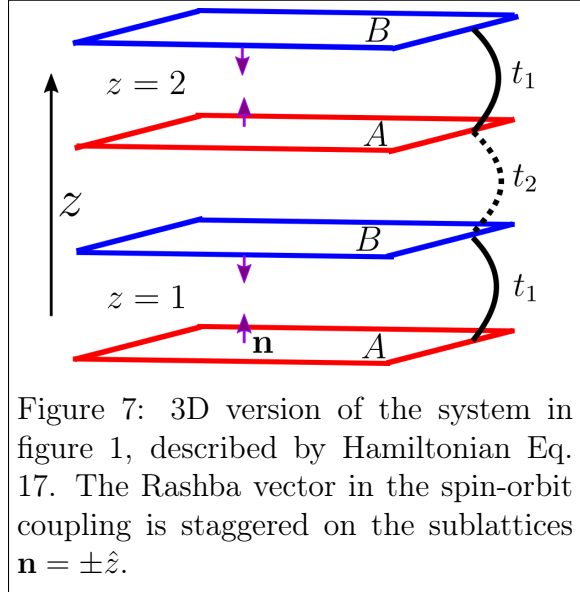 B
z = 2
t₁
A
z
t₂
B
z = 1
t₁
n
A
Figure 7: 3D version of the system in
figure 1, described by Hamiltonian Eq.
17. The Rashba vector in the spin-orbit
coupling is staggered on the sublattices
n = ±ẑ.